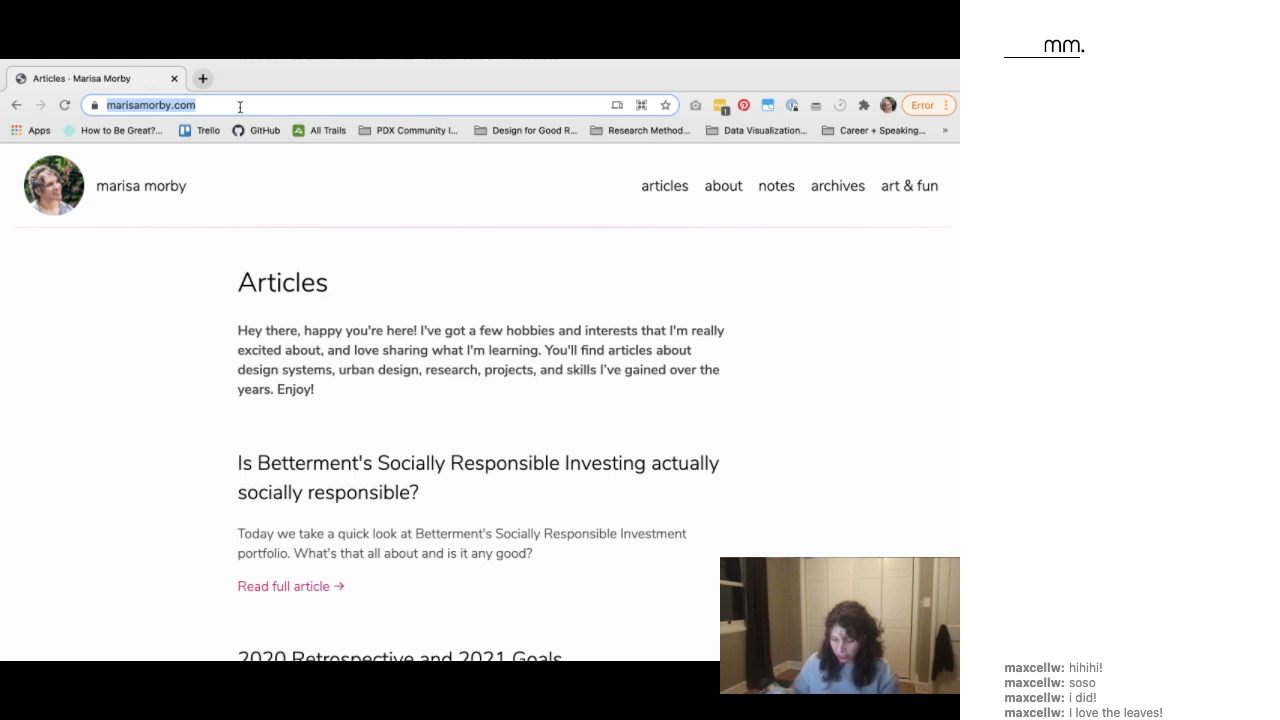 mm.
Articles - Marisa Morby
marisamorby.com
Error
Apps How to Be Great?... Trello GitHub All Trails PDX Community I... Design for Good R... Research Method... Data Visualization... Career + Speaking... »
marisa morby
articles about notes archives art & fun
Articles
Hey there, happy you're here! I've got a few hobbies and interests that I'm really
excited about, and love sharing what I'm learning. You'll find articles about
design systems, urban design, research, projects, and skills I've gained over the
years. Enjoy!
Is Betterment's Socially Responsible Investing actually
socially responsible?
Today we take a quick look at Betterment's Socially Responsible Investment
portfolio. What's that all about and is it any good?
Read full article →
2020 Retrospective and 2021 Goals
maxcellw: hihihi!
maxcellw: soso
maxcellw: i did!
maxcellw: I love the leaves!